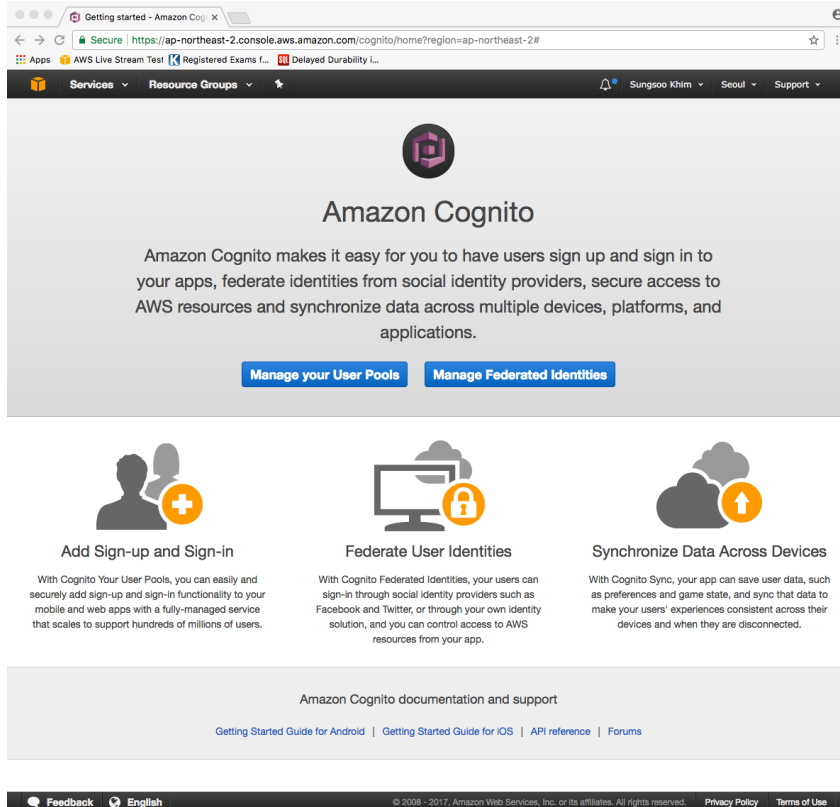 Getting started - Amazon Cog
Secure | https://ap-northeast-2.console.aws.amazon.com/cognito/home?region=ap-northeast-2#
Apps AWS Live Stream Test Registered Exams f... Delayed Durability i...
Services Resource Groups Sungsoo Khim Seoul Support
Amazon Cognito
Amazon Cognito makes it easy for you to have users sign up and sign in to
your apps, federate identities from social identity providers, secure access to
AWS resources and synchronize data across multiple devices, platforms, and
applications.
Manage your User Pools Manage Federated Identities
Add Sign-up and Sign-in
With Cognito Your User Pools, you can easily and
securely add sign-up and sign-in functionality to your
mobile and web apps with a fully-managed service
that scales to support hundreds of millions of users.
Federate User Identities
With Cognito Federated Identities, your users can
sign-in through social identity providers such as
Facebook and Twitter, or through your own identity
solution, and you can control access to AWS
resources from your app.
Synchronize Data Across Devices
With Cognito Sync, your app can save user data, such
as preferences and game state, and sync that data to
make your users' experiences consistent across their
devices and when they are disconnected.
Amazon Cognito documentation and support
Getting Started Guide for Android | Getting Started Guide for iOS | API reference | Forums
Feedback English © 2008 - 2017, Amazon Web Services, Inc. or its affiliates. All rights reserved. Privacy Policy Terms of Use